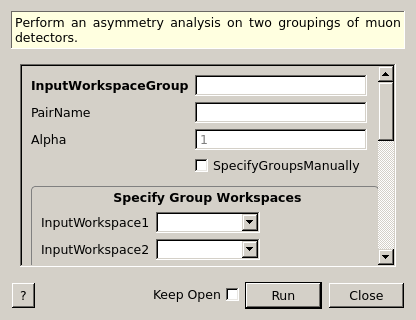 Perform an asymmetry analysis on two groupings of muon
detectors.
InputWorkspaceGroup
PairName
Alpha 1
SpecifyGroupsManually
Specify Group Workspaces
InputWorkspace1
InputWorkspace2
? Keep Open Run Close